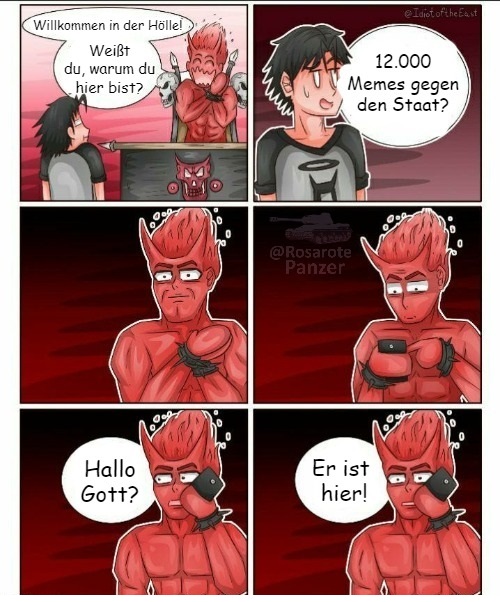 Willkommen in der Hölle!
Weißt
du, warum du
hier bist?
@IdiotoftheEast
12.000
Memes gegen
den Staat?
@Rosarote
Panzer
Hallo
Gott?
Er ist
hier!